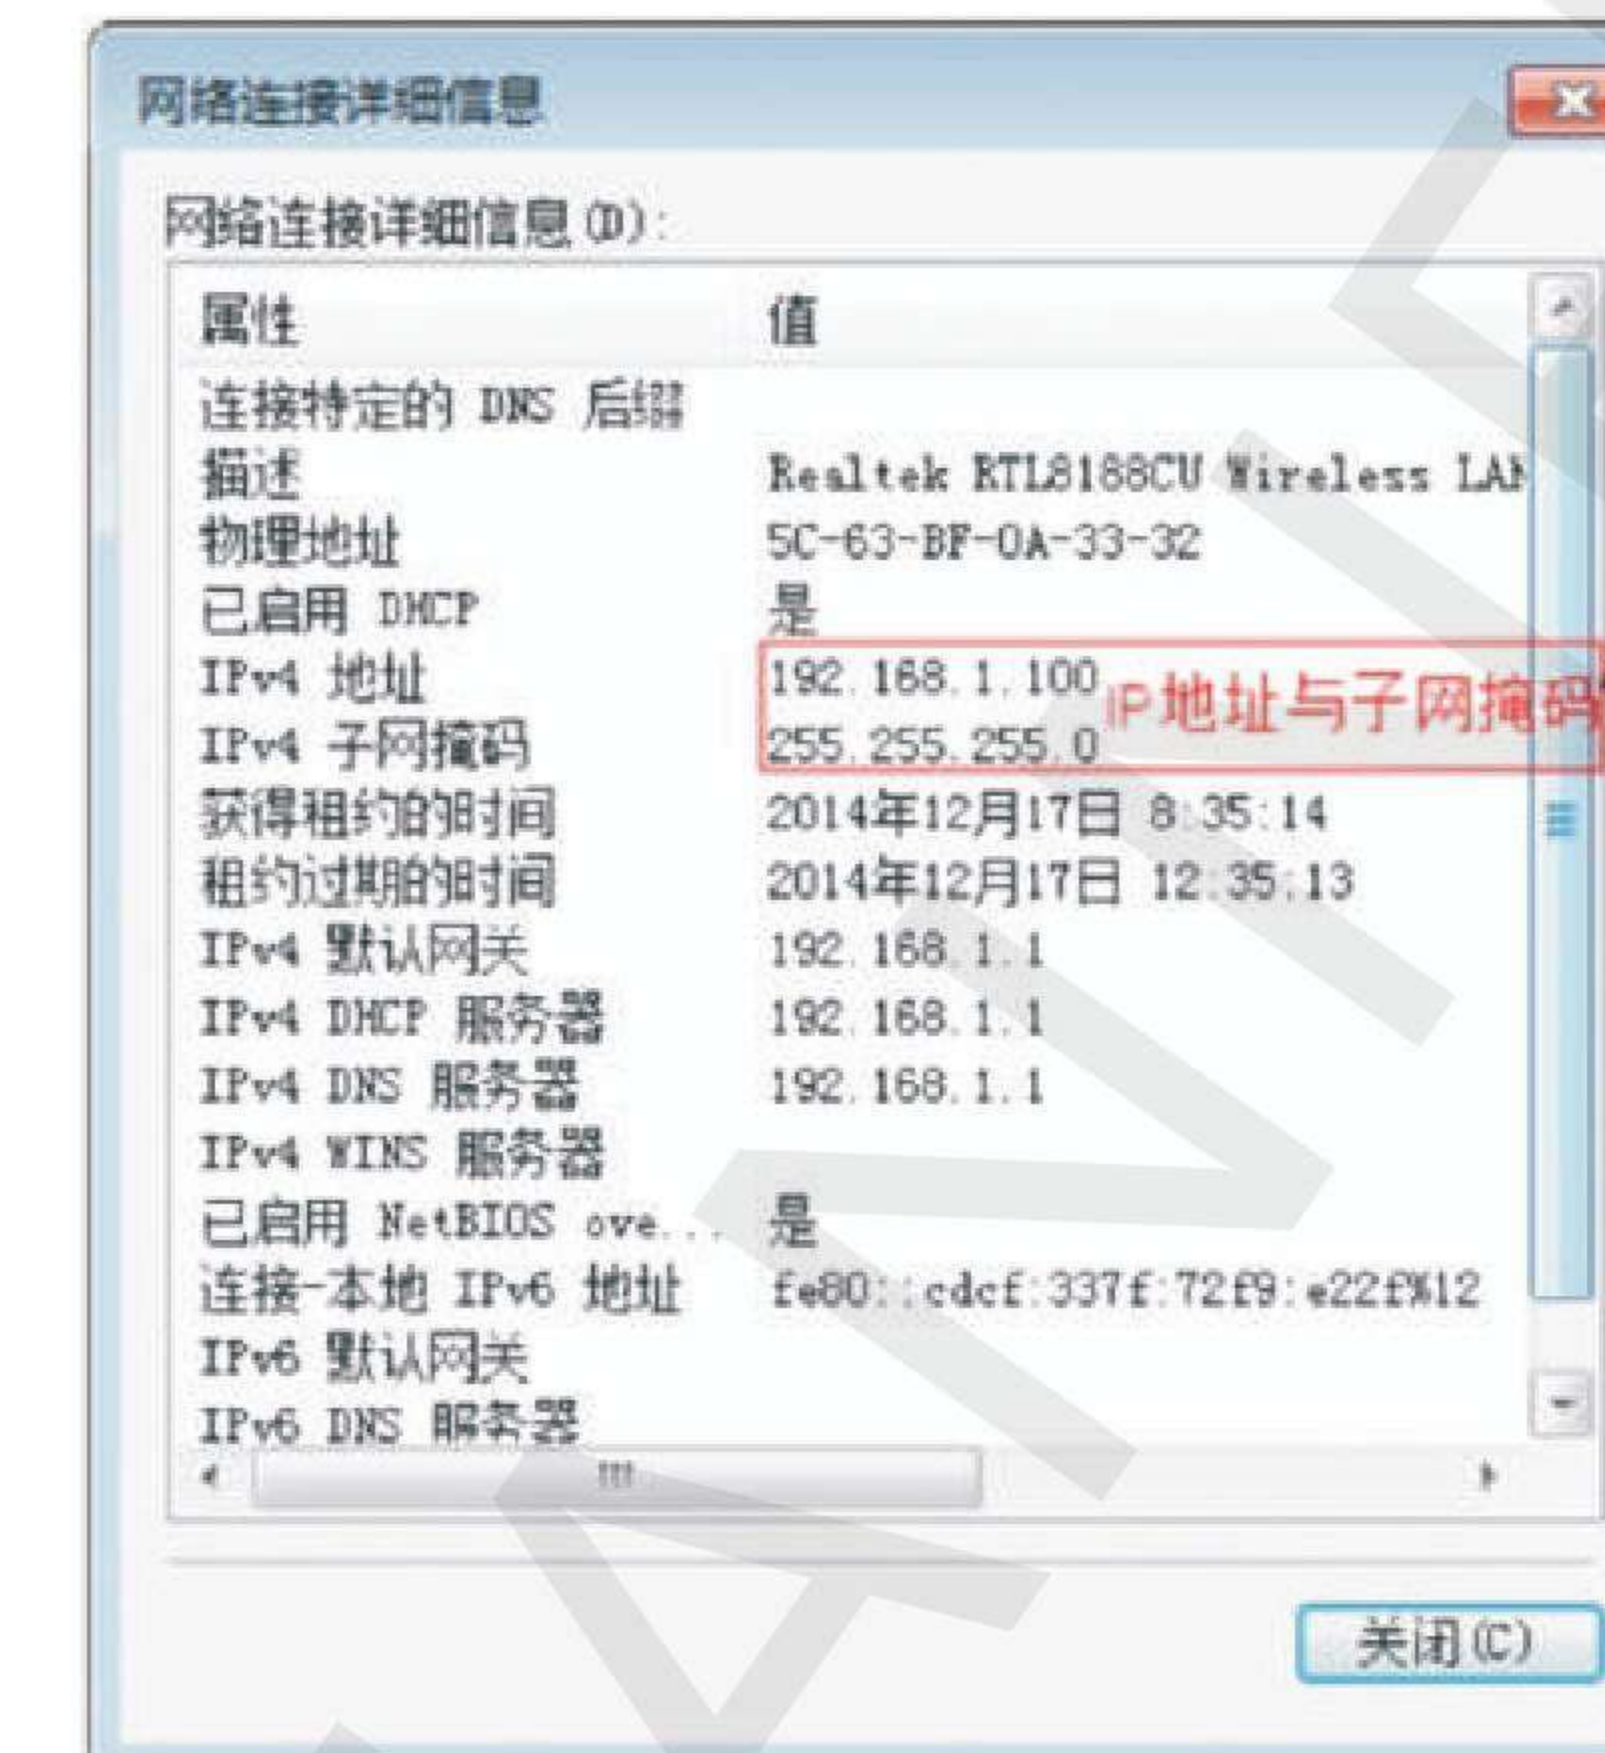 网络连接详细信息
网络连接详细信息(D):
属性 值
连接特定的 DNS 后缀
描述 Realtek RTL8188CU Wireless LAN
物理地址 5C-63-BF-0A-33-32
已启用 DHCP 是
IPv4 地址 192.168.1.100
IP地址与子网掩码
IPv4 子网掩码 255.255.255.0
获得租约的时间 2014年12月17日 8:35:14
租约过期的时间 2014年12月17日 12:35:13
IPv4 默认网关 192.168.1.1
IPv4 DHCP 服务器 192.168.1.1
IPv4 DNS 服务器 192.168.1.1
IPv4 WINS 服务器
已启用 NetBIOS ove... 是
连接-本地 IPv6 地址 fe80::cdcf:337f:72f9:e22f%12
IPv6 默认网关
IPv6 DNS 服务器
关闭(C)